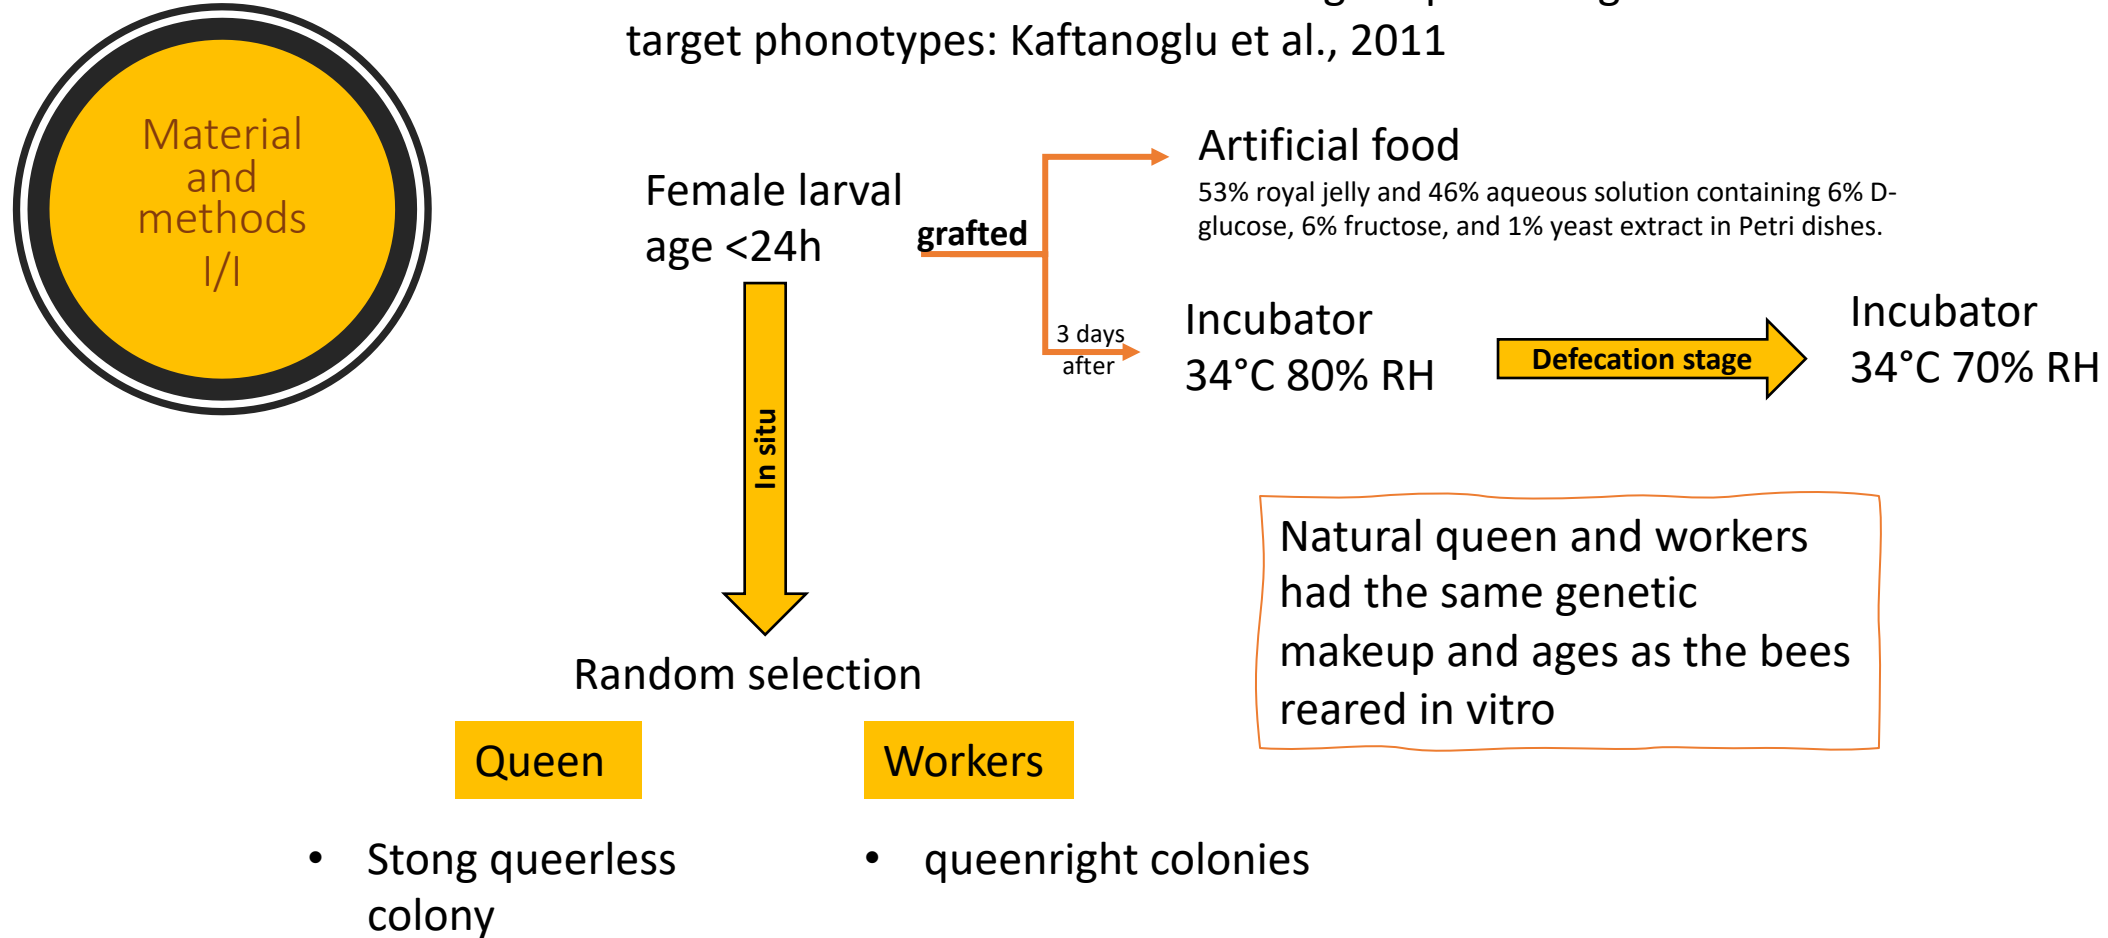 target phonotypes: Kaftanoglu et al., 2011
Material
and
methods
I/I
Female larval
age <24h
grafted
Artificial food
53% royal jelly and 46% aqueous solution containing 6% D-
glucose, 6% fructose, and 1% yeast extract in Petri dishes.
3 days
after
Incubator
34°C 80% RH
Defecation stage
Incubator
34°C 70% RH
In situ
Natural queen and workers
had the same genetic
makeup and ages as the bees
reared in vitro
Random selection
Queen
Workers
• Stong queerless
colony
• queenright colonies